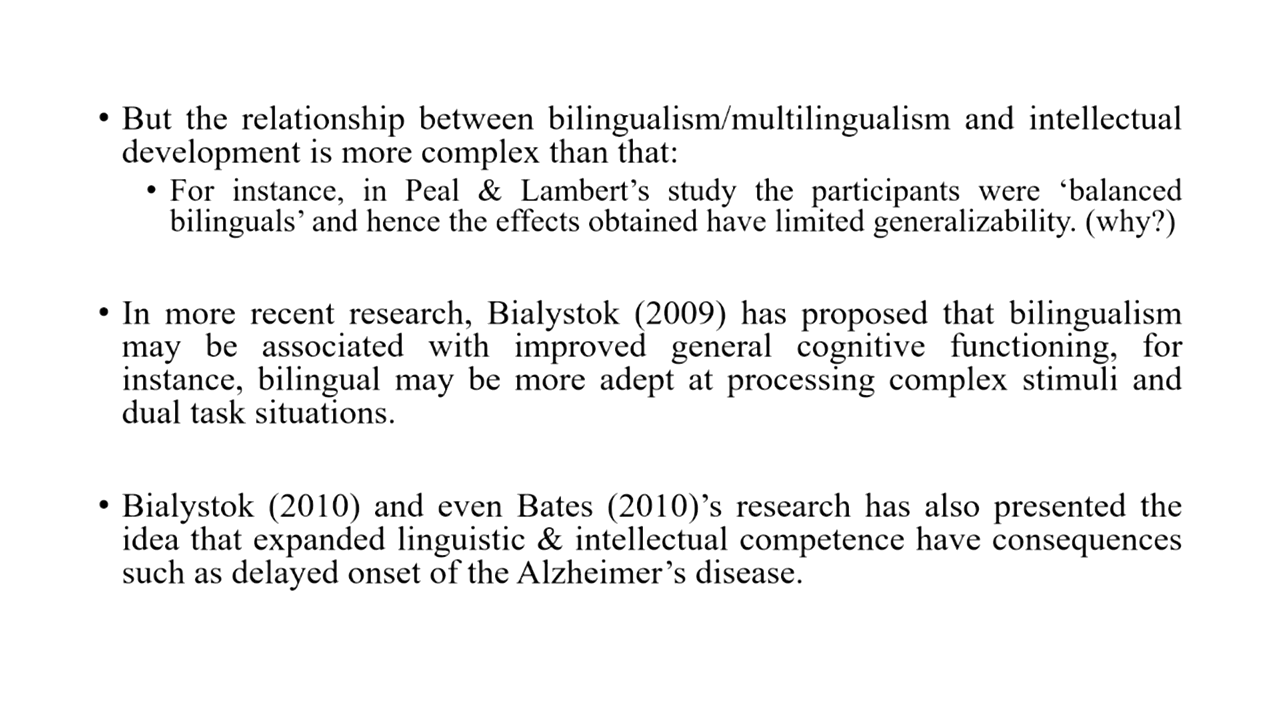 • But the relationship between bilingualism/multilingualism and intellectual
development is more complex than that:
• For instance, in Peal & Lambert’s study the participants were ‘balanced
bilinguals’ and hence the effects obtained have limited generalizability. (why?)
• In more recent research, Bialystok (2009) has proposed that bilingualism
may be associated with improved general cognitive functioning, for
instance, bilingual may be more adept at processing complex stimuli and
dual task situations.
• Bialystok (2010) and even Bates (2010)’s research has also presented the
idea that expanded linguistic & intellectual competence have consequences
such as delayed onset of the Alzheimer’s disease.